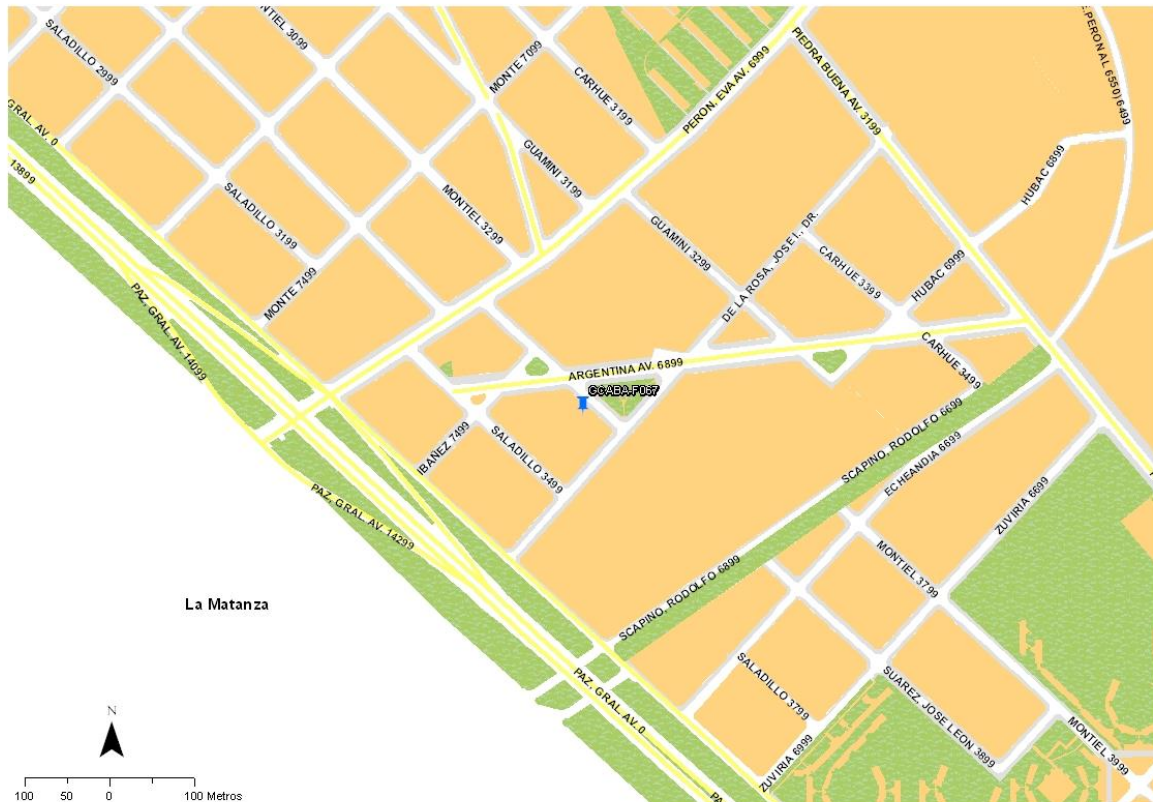 SALADILLO 2999
NTIEL 3099
MONTE 7099
CARHUE 3199
PERON, EVA AV. 6999
PIEDRA BUENA AV. 3199
PERON AL 6550) 6499
GRAL. AV. 0
13899
GUAMINI 3199
HUBAC 6899
SALADILLO 3199
MONTIEL 3299
GUAMINI 3299
DE LA ROSA, JOSE I., DR.
CARHUE 3399
HUBAC 6999
MONTE 7499
PAZ, GRAL. AV. 14099
ARGENTINA AV. 6899
CARHUE 3499
GCABA-F067
IBAÑEZ 7499
SALADILLO 3499
SCAPINO, RODOLFO 6699
ECHEANDIA 6699
ZUVIRIA 6699
PAZ, GRAL. AV. 14299
MONTIEL 3799
SCAPINO, RODOLFO 6899
La Matanza
SALADILLO 3799
PAZ, GRAL. AV. 0
SUAREZ, JOSE LEON 3899
MONTIEL 3999
ZUVIRIA 6999
PA
N
100 50 0 100 Metros